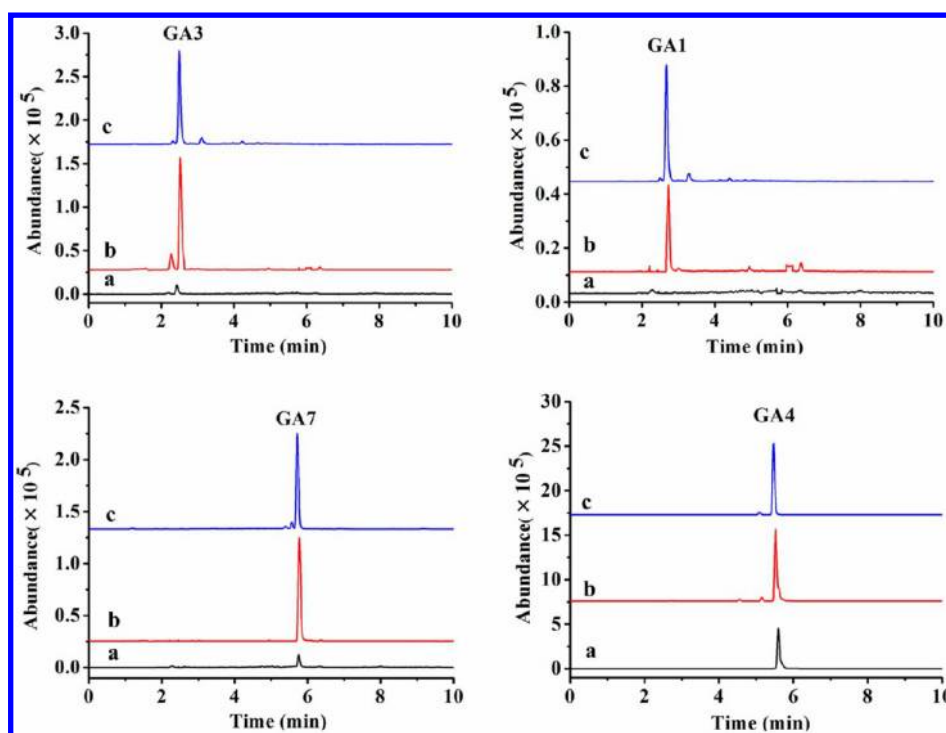 GA3
3.0
2.5
2.0
1.5
1.0
0.5
0.0
Abundance( × 10 5)
c
b
a
0 2 4 6 8 10
Time (min)
GA1
1.0
0.8
0.6
0.4
0.2
0.0
Abundance( × 10 5)
c
b
a
0 2 4 6 8 10
Time (min)
GA7
2.5
2.0
1.5
1.0
0.5
0.0
Abundance( × 10 5)
c
b
a
0 2 4 6 8 10
Time (min)
GA4
30
25
20
15
10
5
0
Abundance( × 10 5)
c
b
a
0 2 4 6 8 10
Time (min)